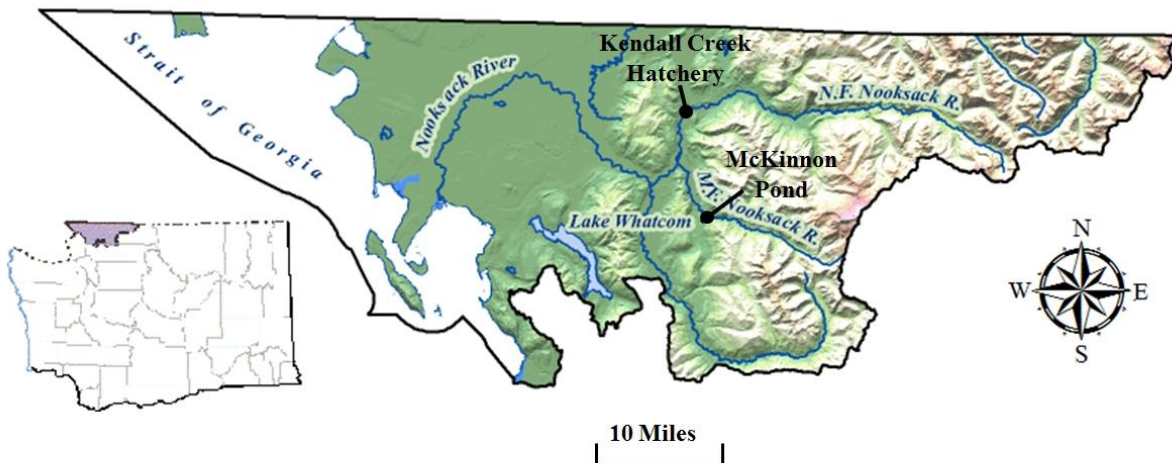 Strait of Georgia
Nooksack River
Kendall Creek
Hatchery
N.F. Nooksack R.
McKinnon
Pond
M.F. Nooksack R.
Lake Whatcom
N
W
E
S
10 Miles